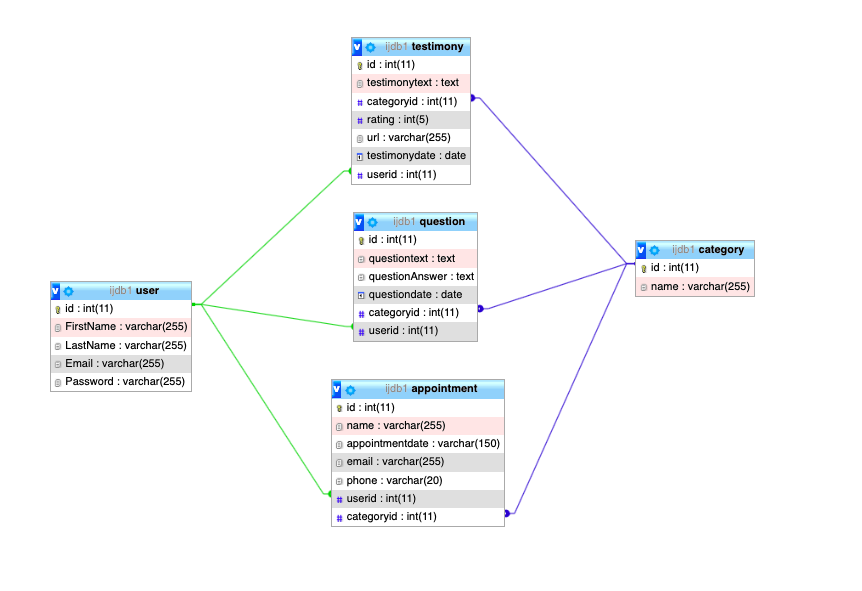 ijdb1 testimony
id : int(11)
testimonytext : text
categoryid : int(11)
rating : int(5)
url : varchar(255)
testimonydate : date
userid : int(11)
ijdb1 question
id : int(11)
questiontext : text
questionAnswer : text
questiondate : date
categoryid : int(11)
userid : int(11)
ijdb1 category
id : int(11)
name : varchar(255)
ijdb1 user
id : int(11)
FirstName : varchar(255)
LastName : varchar(255)
Email : varchar(255)
Password : varchar(255)
ijdb1 appointment
id : int(11)
name : varchar(255)
appointmentdate : varchar(150)
email : varchar(255)
phone : varchar(20)
userid : int(11)
categoryid : int(11)